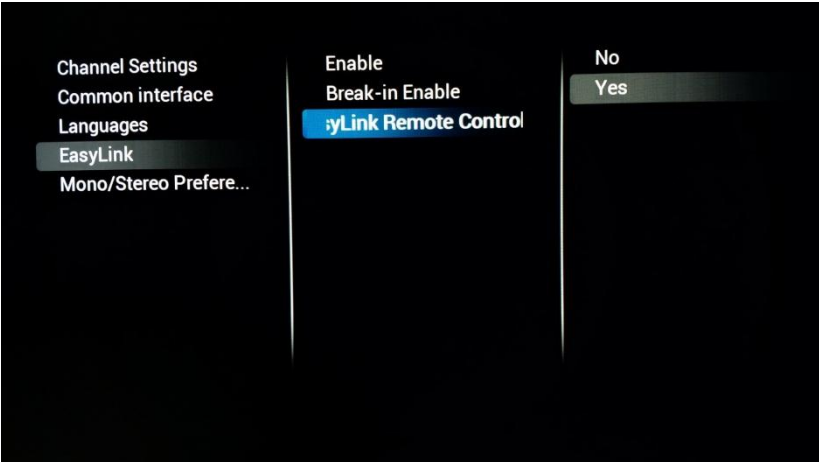 Channel Settings
Common interface
Languages
EasyLink
Mono/Stereo Prefere...
Enable
Break-in Enable
yLink Remote Control
No
Yes